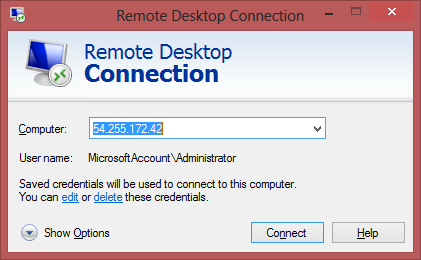 Remote Desktop Connection
Remote Desktop
Connection
Computer: 54.255.172.42
User name: MicrosoftAccount\Administrator
Saved credentials will be used to connect to this computer.
You can edit or delete these credentials.
Show Options Connect Help